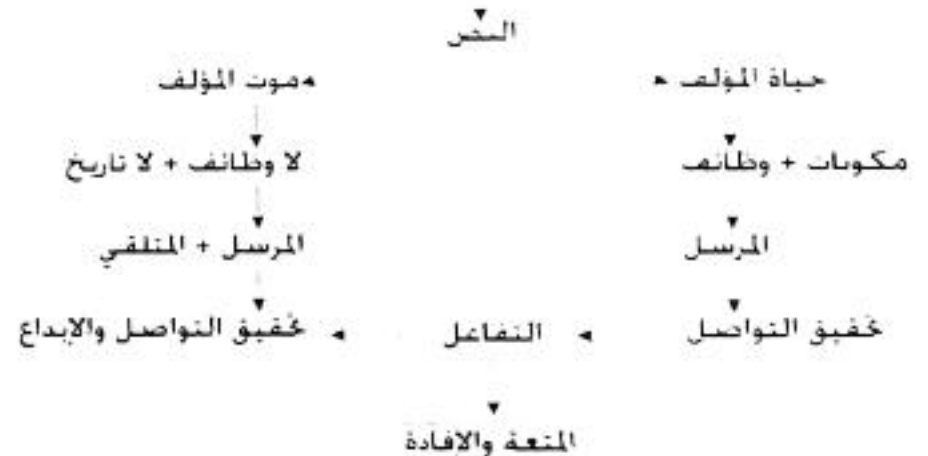 النص
حياة المؤلف موت المؤلف
مكونات + وظائف لا وظائف + لا تاريخ
المرسل المرسل + المتلقي
تحقيق التواصل التفاعل تحقيق التواصل والإبداع
المتعة والإفادة